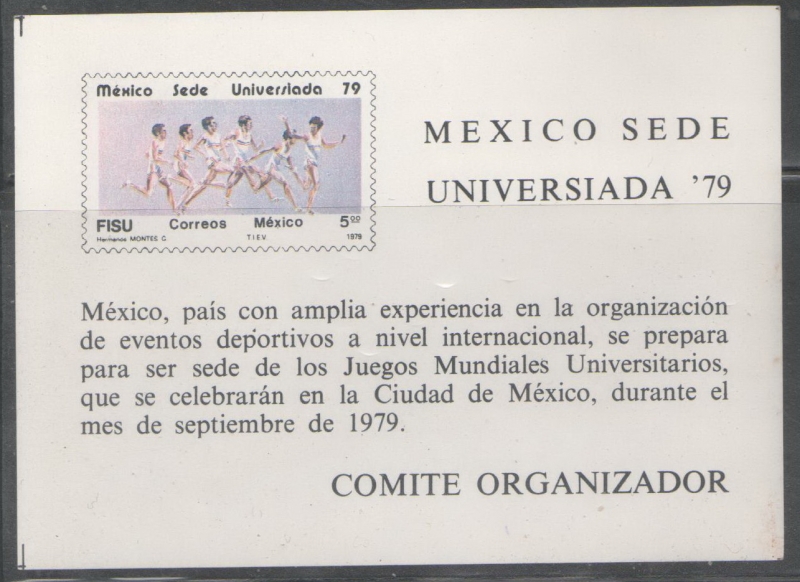 México Sede Universiada 79
FISU Correos México 5.00
Hermanos MONTES G T I E V. 1979
MEXICO SEDE
UNIVERSIADA '79
México, país con amplia experiencia en la organización
de eventos deportivos a nivel internacional, se prepara
para ser sede de los Juegos Mundiales Universitarios,
que se celebrarán en la Ciudad de México, durante el
mes de septiembre de 1979.
COMITE ORGANIZADOR